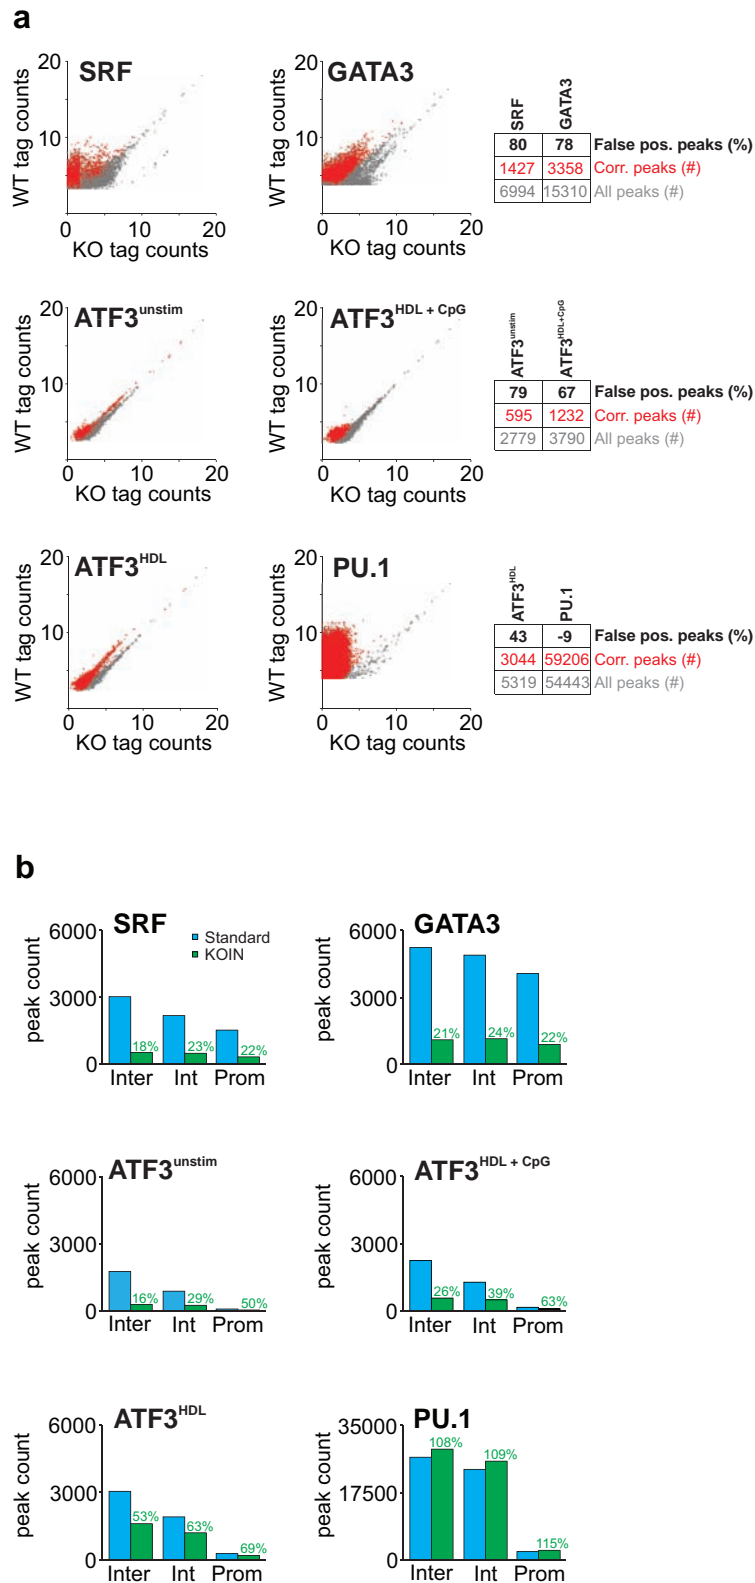 a
SRF
GATA3
20
10
0
10
20
WT tag counts
KO tag counts
20
10
0
10
20
WT tag counts
KO tag counts
SRF GATA3
80 78 False pos. peaks (%)
1427 3358 Corr. peaks (#)
6994 15310 All peaks (#)
ATF3unstim
ATF3HDL + CpG
20
10
0
10
20
WT tag counts
KO tag counts
20
10
0
10
20
WT tag counts
KO tag counts
ATF3unstim ATF3HDL+CpG
79 67 False pos. peaks (%)
595 1232 Corr. peaks (#)
2779 3790 All peaks (#)
ATF3HDL
PU.1
20
10
0
10
20
WT tag counts
KO tag counts
20
10
0
10
20
WT tag counts
KO tag counts
ATF3HDL PU.1
43 -9 False pos. peaks (%)
3044 59206 Corr. peaks (#)
5319 54443 All peaks (#)
b
SRF
Standard
KOIN
6000
3000
0
peak count
18% 23% 22%
Inter Int Prom
GATA3
6000
3000
0
peak count
21% 24% 22%
Inter Int Prom
ATF3unstim
6000
3000
0
peak count
16% 29% 50%
Inter Int Prom
ATF3HDL + CpG
6000
3000
0
peak count
26% 39% 63%
Inter Int Prom
ATF3HDL
6000
3000
0
peak count
53% 63% 69%
Inter Int Prom
PU.1
35000
17500
0
peak count
108% 109% 115%
Inter Int Prom